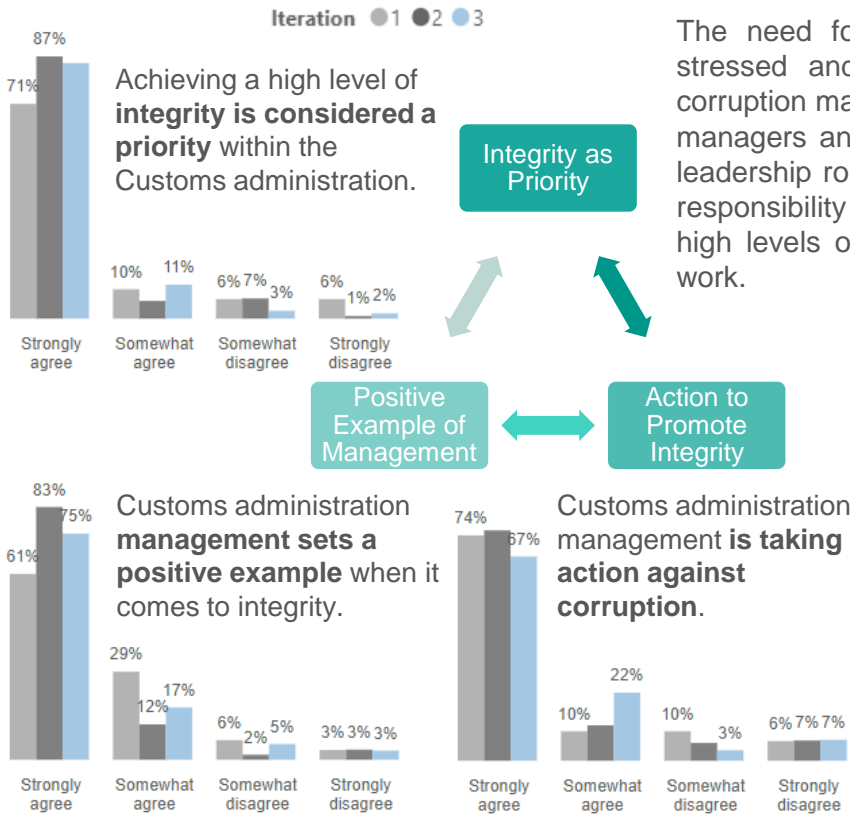 Iteration 1 2 3
87%
71%
Achieving a high level of
integrity is considered a
priority within the
Customs administration.
10% 11% 6% 7% 3% 6% 1% 2%
Strongly agree
Somewhat agree
Somewhat disagree
Strongly disagree
Integrity as
Priority
The need
stressed
corruption
managers
leadership
responsibility
high levels
work.
Positive
Example of
Management
Action to
Promote
Integrity
83%
75%
61%
Customs administration
management sets a
positive example when it
comes to integrity.
29%
12% 17% 6% 2% 5% 3% 3% 3%
Strongly agree
Somewhat agree
Somewhat disagree
Strongly disagree
74%
67%
Customs administration
management is taking
action against
corruption.
22%
10% 10% 3% 6% 7% 7%
Strongly agree
Somewhat agree
Somewhat disagree
Strongly disagree